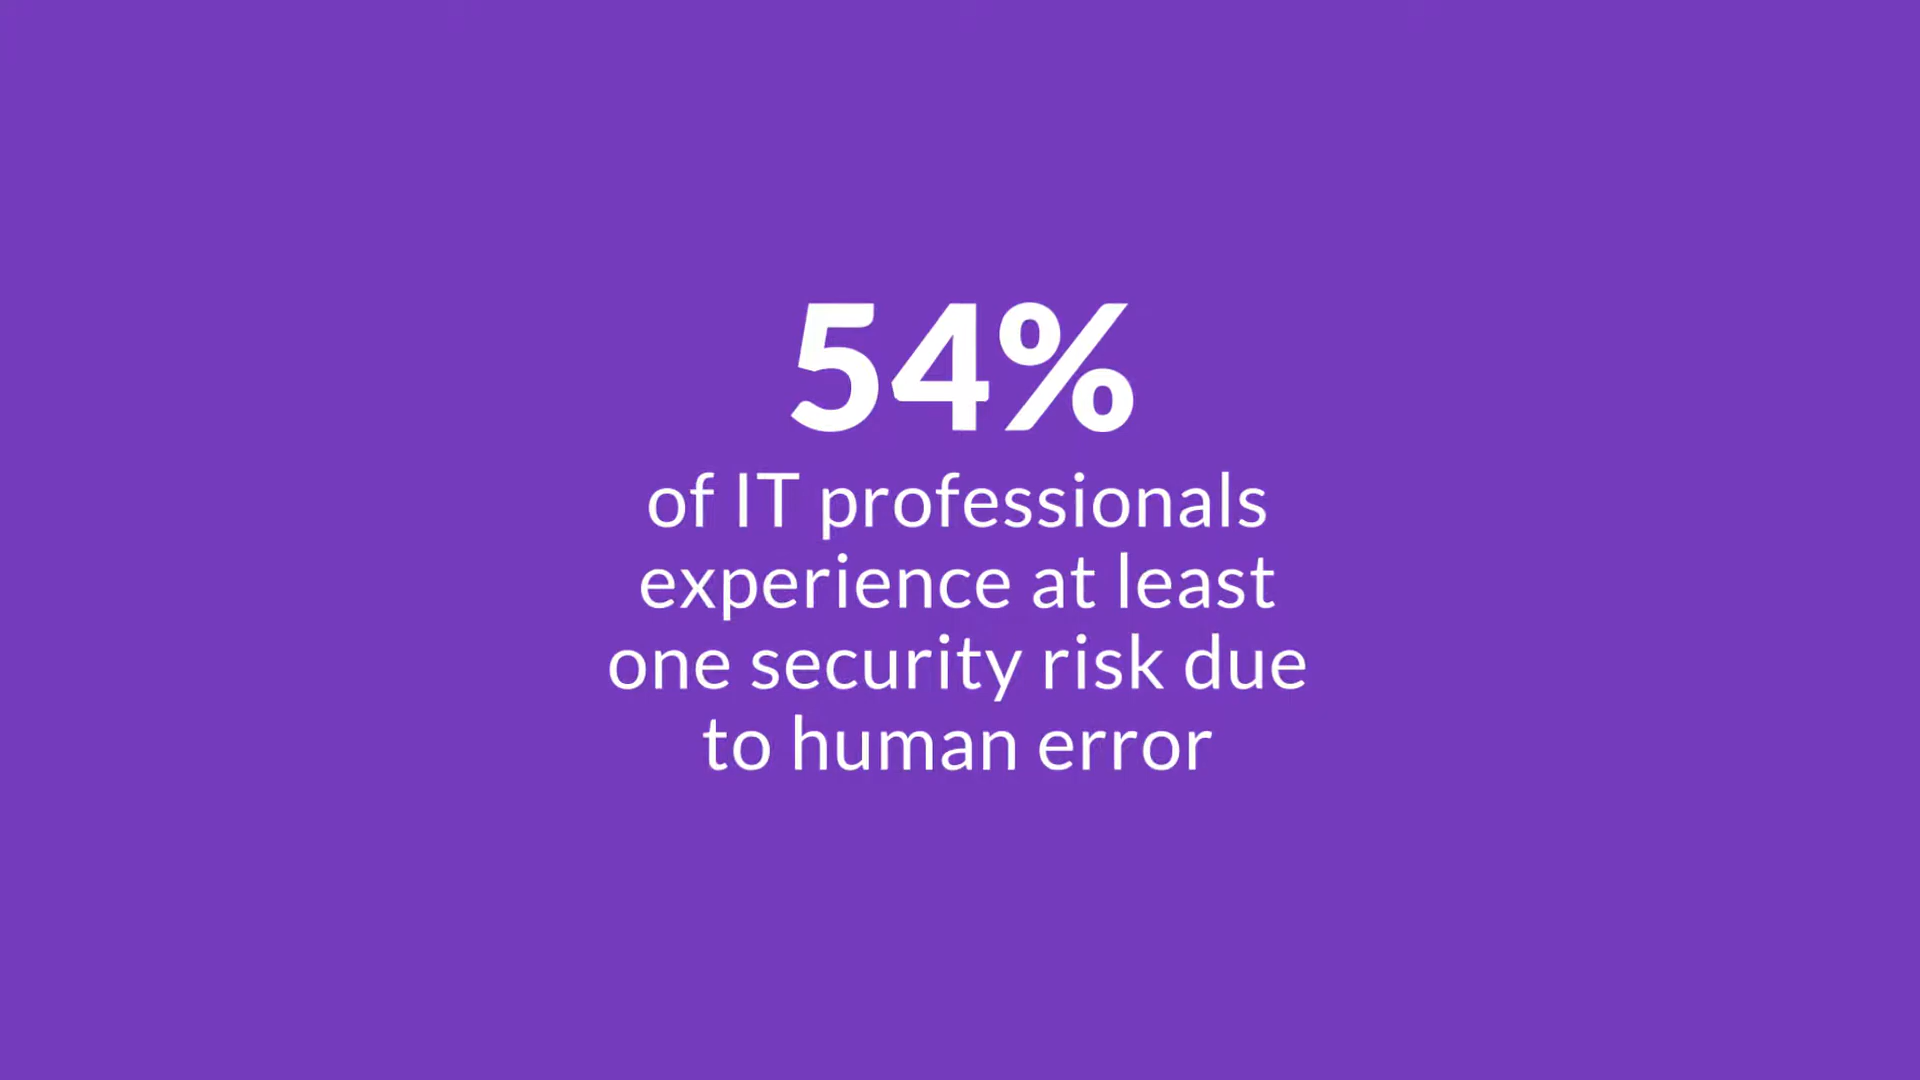 54%
of IT professionals
experience at least
one security risk due
to human error